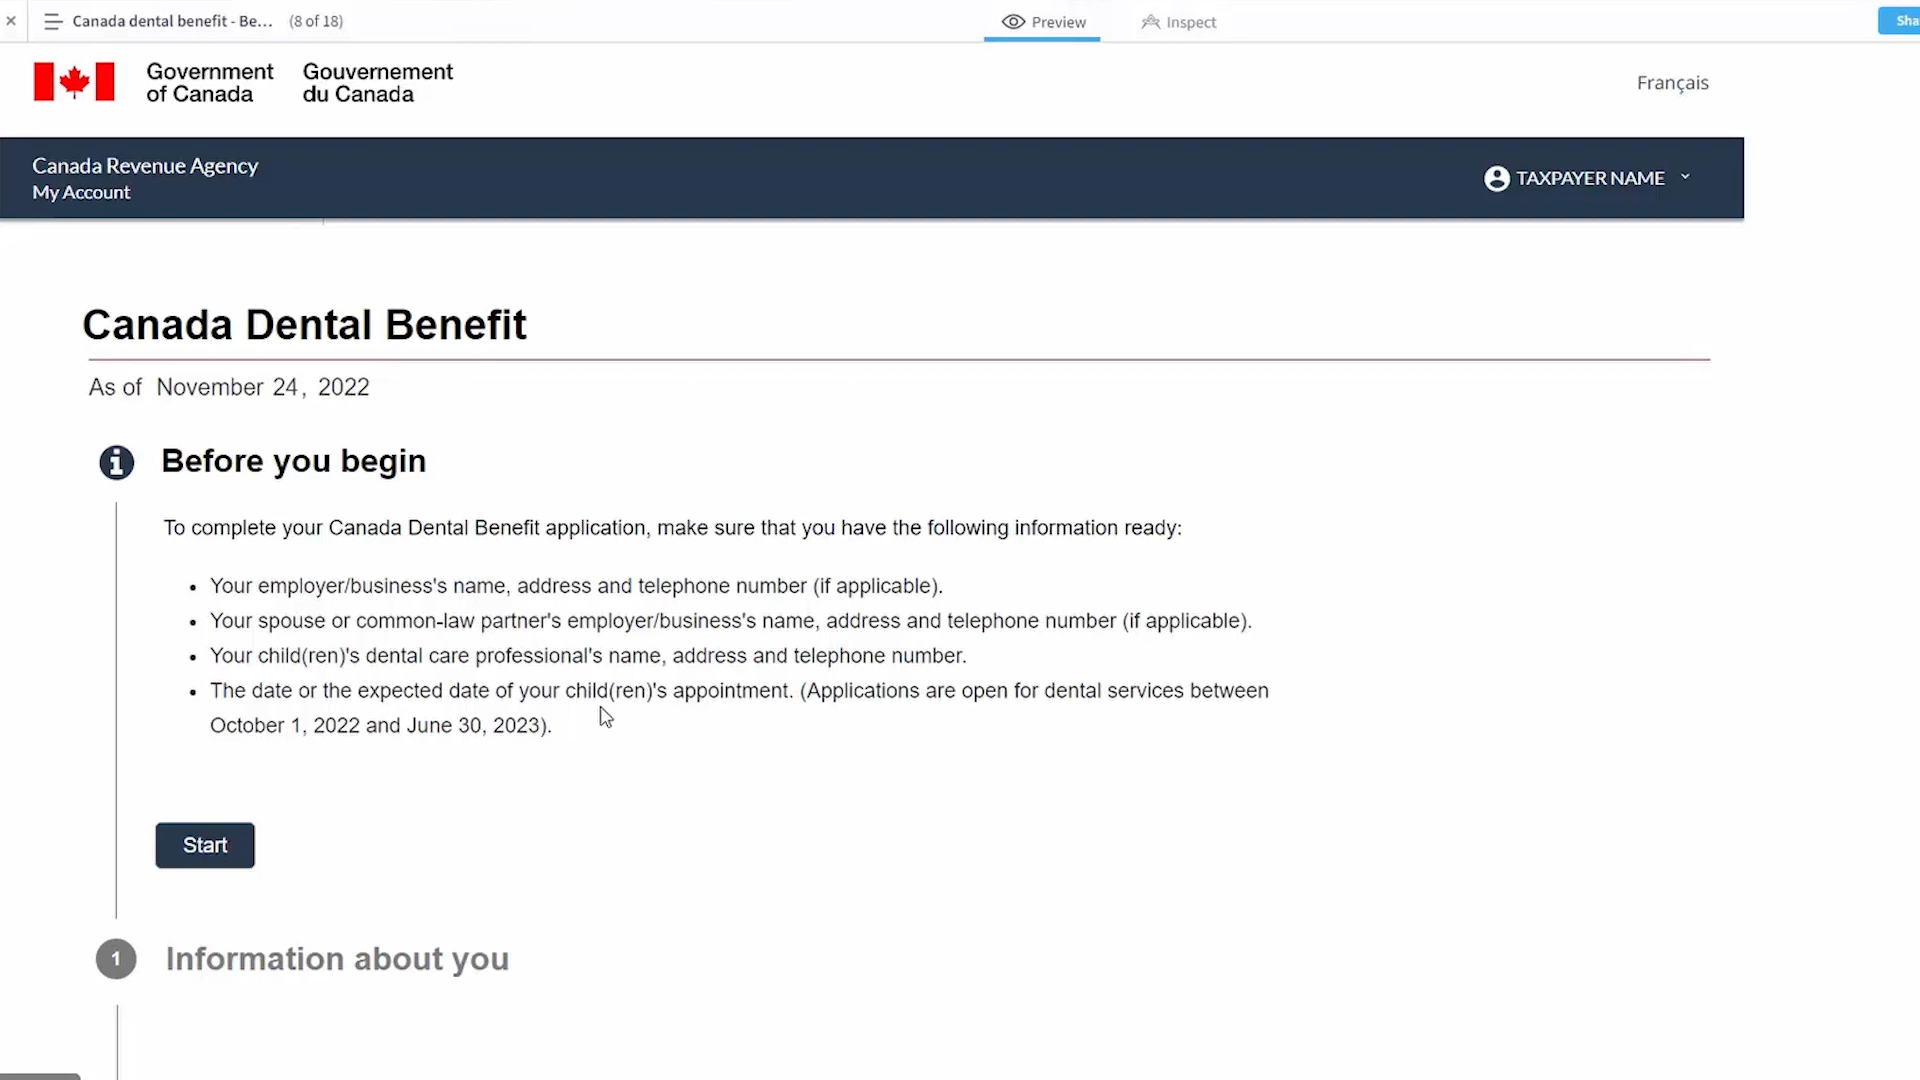 Canada dental benefit - Be... (8 of 18)
Preview
Inspect
Government of Canada
Gouvernement du Canada
Français
Canada Revenue Agency
My Account
TAXPAYER NAME
Canada Dental Benefit
As of November 24, 2022
Before you begin
To complete your Canada Dental Benefit application, make sure that you have the following information ready:
• Your employer/business's name, address and telephone number (if applicable).
• Your spouse or common-law partner's employer/business's name, address and telephone number (if applicable).
• Your child(ren)'s dental care professional's name, address and telephone number.
• The date or the expected date of your child(ren)'s appointment. (Applications are open for dental services between
October 1, 2022 and June 30, 2023).
Start
1 Information about you